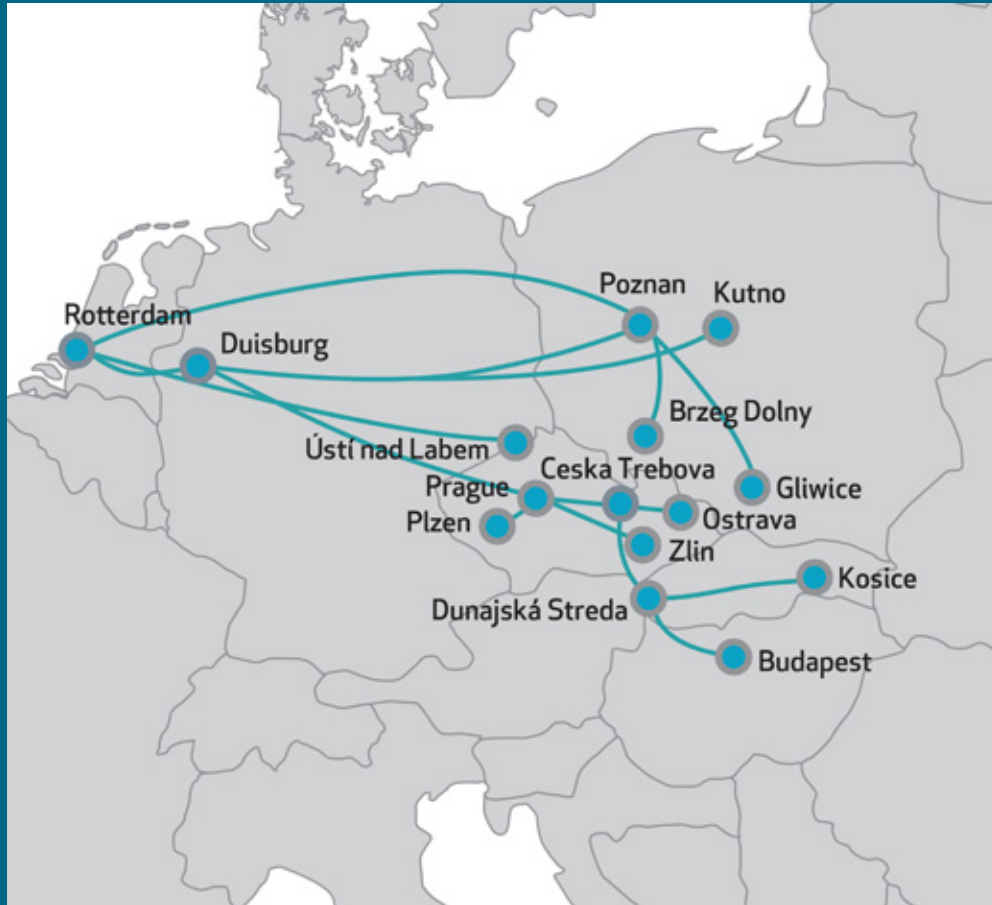 Poznan
Kutno
Rotterdam
Duisburg
Brzeg Dolny
Ústí nad Labem
Ceska Trebova
Prague
Gliwice
Plzen
Ostrava
Zlin
Kosice
Dunajská Streda
Budapest